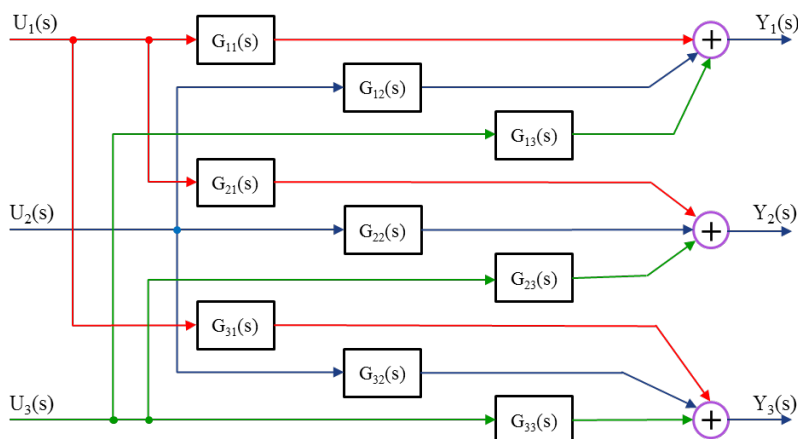 U₁(s) G₁₁(s) + Y₁(s)
G₁₂(s)
G₁₃(s)
G₂₁(s)
U₂(s) G₂₂(s) + Y₂(s)
G₂₃(s)
G₃₁(s)
G₃₂(s)
U₃(s) G₃₃(s) + Y₃(s)